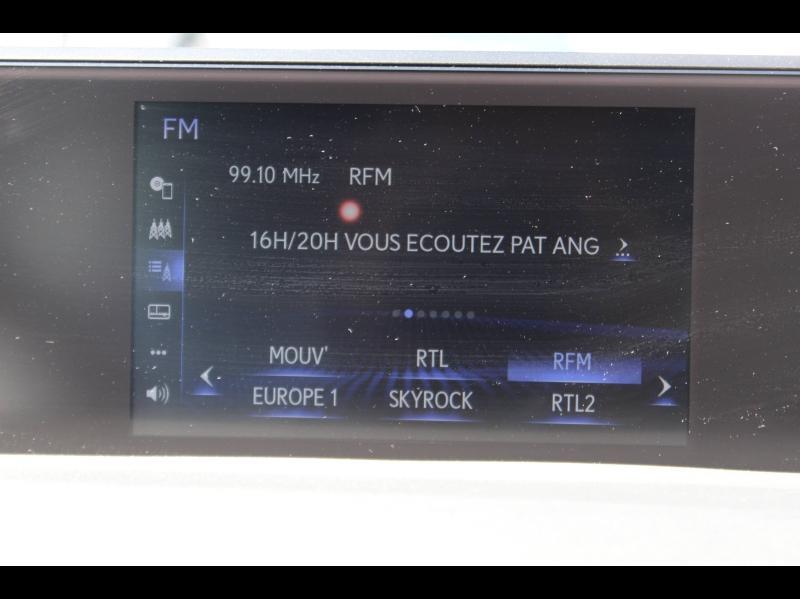 FM
99.10 MHz RFM
16H/20H VOUS ECOUTEZ PAT ANG
MOUV' RTL RFM
EUROPE 1 SKYROCK RTL2